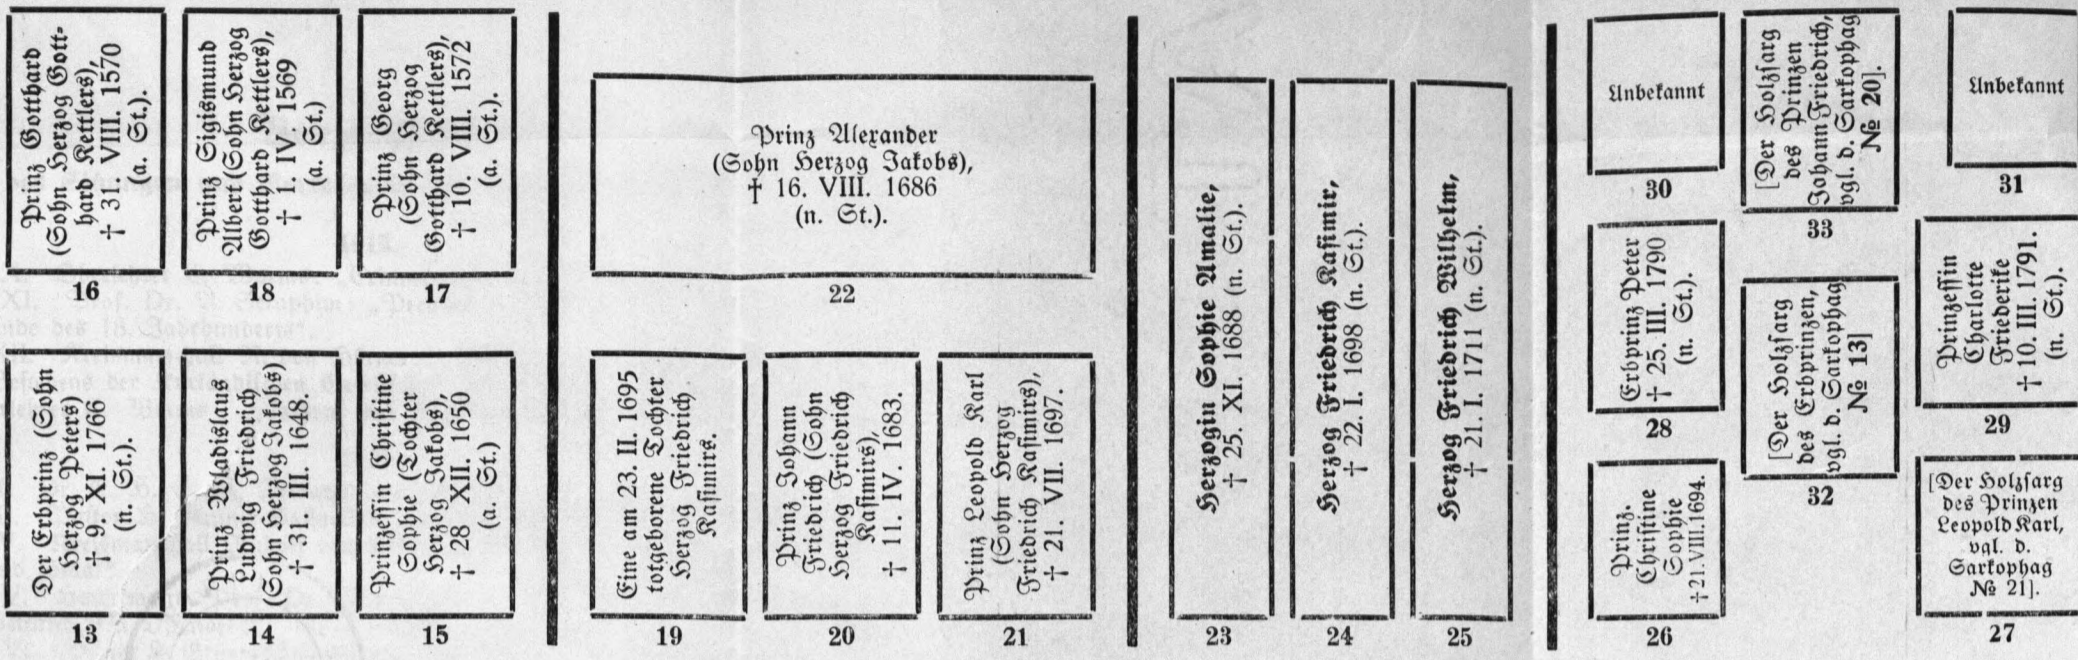 Prinz Gotthard
(Sohn Herzog Gott-
hard Kettlers),
† 3 VIII. 1570
(a. St.).
16
Prinz Sigismund
Albert (Sohn Herzog
Gotthard Kettlers),
† 1. IV. 1569
(a. St.)
18
Prinz Georg
(Sohn Herzog
Gotthard Kettlers),
† 10. VIII. 1572
(a. St.).
17
Der Erbprinz (Sohn
Herzog Peters)
† 7. XI. 1766
(n. St.).
13
Prinz Wladislaus
Ludwig Friedrich
(Sohn Herzog Jakobs)
† 3. III. 1648.
14
Prinzessin Christine
Sophie (Tochter
Herzog Jakobs),
† 28 XII. 1650
(a. St.)
15
Prinz Alexander
(Sohn Herzog Jakobs),
† 16. VIII. 1686
(n. St.).
22
Eine am 23. II. 1695
totgeborene Tochter
Herzog Friedrich
Kasimirs.
19
Prinz Johann
Friedrich (Sohn
Herzog Friedrich
Kasimirs),
† 11. IV. 1683.
20
Prinz Leopold Karl
(Sohn Herzog
Friedrich Kasimirs),
† 21. VII. 1697.
21
Herzogin Sophie Amalie,
† 25. XI. 1688 (n. St.).
23
Herzog Friedrich Kasimir,
† 22. I. 1698 (n. St.).
24
Herzog Friedrich Wilhelm,
† 21. I. 1711 (n. St.).
25
Unbekannt
30
[Der Holzsarg
des Prinzen
Johann Friedrich,
vgl. d. Sarkophag
№ 20].
33
Unbekannt
31
Erbprinz Peter
† 25. III. 1790
(n. St.).
28
[Der Holzsarg
des Erbprinzen,
vgl. d. Sarkophag
№ 13]
32
Prinzessin
Charlotte
Friederike
† 10. III. 1791.
(n. St.).
29
Prinz.
Christine
Sophie
† 21. VIII. 1694.
26
[Der Holzsarg
des Prinzen
Leopold Karl,
vgl. d.
Sarkophag
№ 21].
27